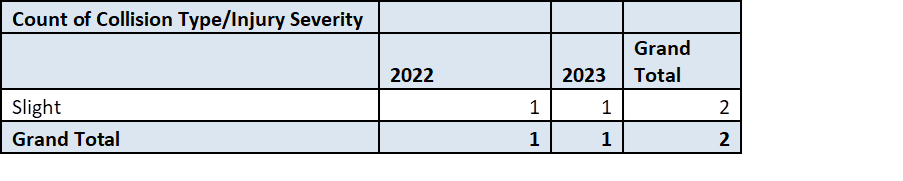 Count of Collision Type/Injury Severity
2022 2023 Grand Total
Slight 1 1 2
Grand Total 1 1 2